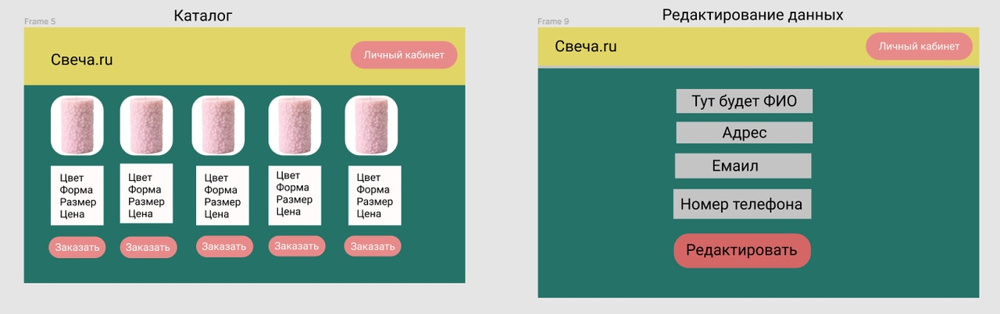 Каталог
Frame 5
Свеча.ru
Личный кабинет
Цвет
Форма
Размер
Цена
Цвет
Форма
Размер
Цена
Цвет
Форма
Размер
Цена
Цвет
Форма
Размер
Цена
Цвет
Форма
Размер
Цена
Заказать
Заказать
Заказать
Заказать
Заказать
Редактирование данных
Frame 9
Свеча.ru
Личный кабинет
Тут будет ФИО
Адрес
Емаил
Номер телефона
Редактировать